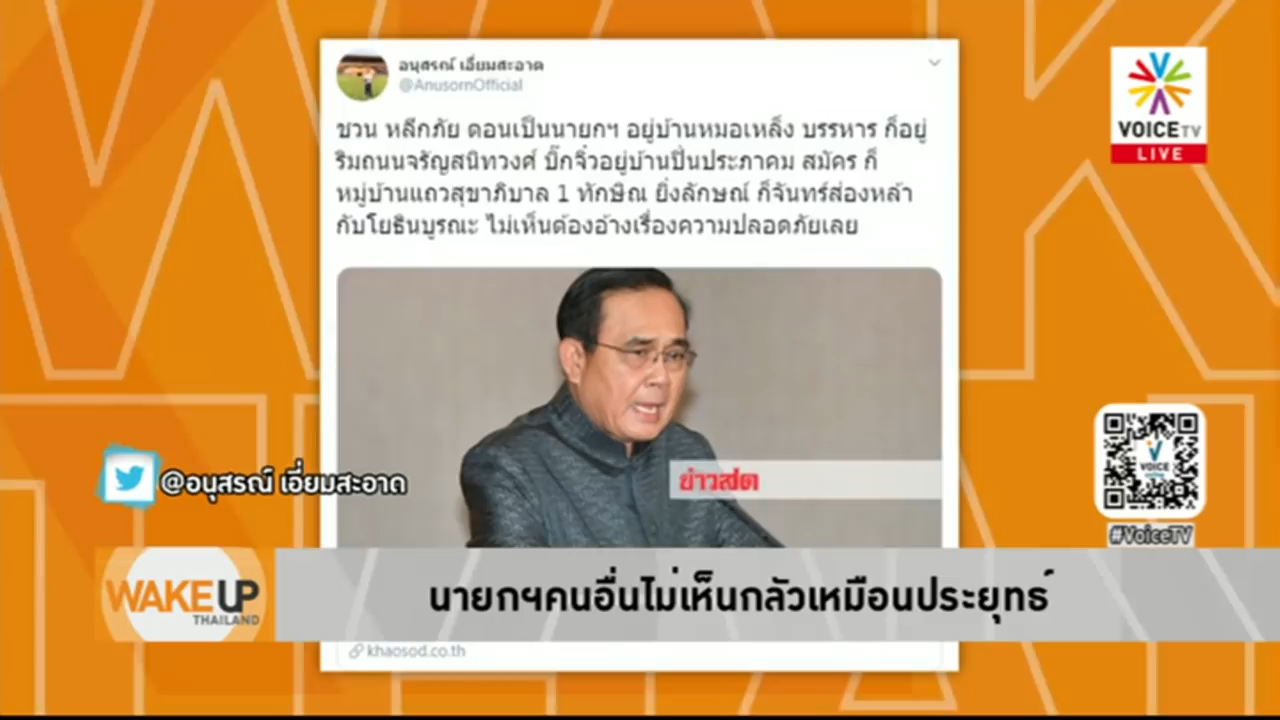 อนุสรณ์ เอี่ยมสะอาด
@AnusornOfficial
ชวน หลีกภัย ตอนเป็นนายกฯ อยู่บ้านหมอเหล็ง บรรหาร ก็อยู่
ริมถนนจรัญสนิทวงศ์ บิ๊กจิ๋วอยู่บ้านปิ่นประภาคม สมัคร ก็
หมู่บ้านแถวสุขาภิบาล 1 ทักษิณ ยิ่งลักษณ์ ก็จันทร์ส่องหล้า
กับโยธินบูรณะ ไม่เห็นต้องอ้างเรื่องความปลอดภัยเลย
VOICE TV
LIVE
ข่าวสด
@อนุสรณ์ เอี่ยมสะอาด
VOICE
#VoiceTV
WAKE UP
THAILAND
นายกฯคนอื่นไม่เห็นกลัวเหมือนประยุทธ์
khaosod.co.th